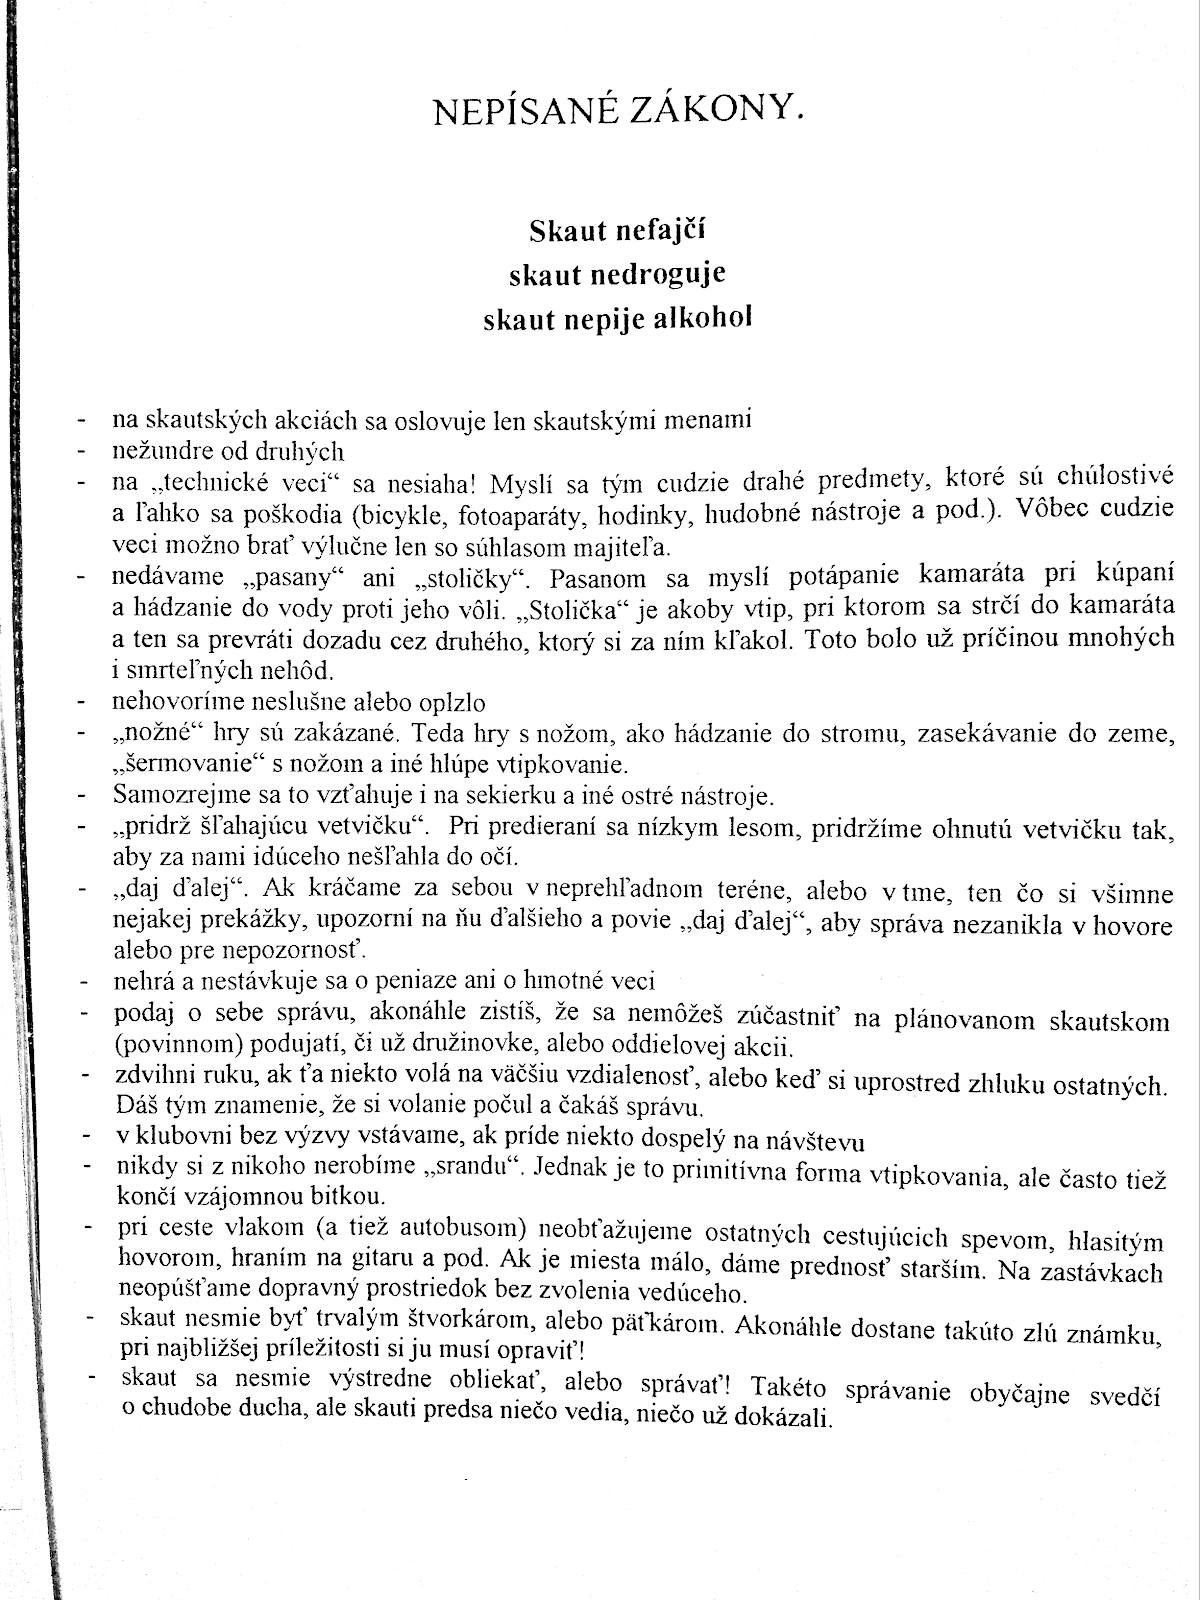 NEPÍSANÉ ZÁKONY.
Skaut nefajčí
skaut nedroguje
skaut nepije alkohol
- na skautských akciách sa oslovuje len skautskými menami
- nežundre od druhých
- na „technické veci“ sa nesiaha! Myslí sa tým cudzie drahé predmety, ktoré sú chúlostivé
a ľahko sa poškodia (bicykle, fotoaparáty, hodinky, hudobné nástroje a pod.). Vôbec cudzie
veci možno brať výlučne len so súhlasom majiteľa.
- nedávame „pasany“ ani „stoličky“. Pasanom sa myslí potápanie kamaráta pri kúpaní
a hádzanie do vody proti jeho vôli. „Stolička“ je akoby vtip, pri ktorom sa strčí do kamaráta
a ten sa prevráti dozadu cez druhého, ktorý si za ním kľakol. Toto bolo už príčinou mnohých
i smrteľných nehôd.
- nehovoríme neslušne alebo oplzlo
- „nožné“ hry sú zakázané. Teda hry s nožom, ako hádzanie do stromu, zasekávanie do zeme,
„šermovanie“ s nožom a iné hlúpe vtipkovanie.
- Samozrejme sa to vzťahuje i na sekierku a iné ostré nástroje.
- „pridrž šľahajúcu vetvičku“. Pri predieraní sa nízkym lesom, pridržíme ohnutú vetvičku tak,
aby za nami idúceho nešľahla do očí.
- „daj ďalej“. Ak kráčame za sebou v neprehľadnom teréne, alebo v tme, ten čo si všimne
nejakej prekážky, upozorní na ňu ďalšieho a povie „daj ďalej“, aby správa nezanikla v hovore
alebo pre nepozornosť.
- nehrá a nestávkuje sa o peniaze ani o hmotné veci
- podaj o sebe správu, akonáhle zistíš, že sa nemôžeš zúčastniť na plánovanom skautskom
(povinnom) podujatí, či už družinovke, alebo oddielovej akcii.
- zdvihni ruku, ak ťa niekto volá na väčšiu vzdialenosť, alebo keď si uprostred zhluku ostatných.
Dáš tým znamenie, že si volanie počul a čakáš správu.
- v klubovni bez výzvy vstávame, ak príde niekto dospelý na návštevu
- nikdy si z nikoho nerobíme „srandu“. Jednak je to primitívna forma vtipkovania, ale často tiež
končí vzájomnou bitkou.
- pri ceste vlakom (a tiež autobusom) neobťažujeme ostatných cestujúcich spevom, hlasitým
hovorom, hraním na gitaru a pod. Ak je miesta málo, dáme prednosť starším. Na zastávkach
neopúšťame dopravný prostriedok bez zvolenia vedúceho.
- skaut nesmie byť trvalým štvorkárom, alebo päťkárom. Akonáhle dostane takúto zlú známku,
pri najbližšej príležitosti si ju musí opraviť!
- skaut sa nesmie výstredne obliekať, alebo správať! Takéto správanie obyčajne svedčí
o chudobe ducha, ale skauti predsa niečo vedia, niečo už dokázali.